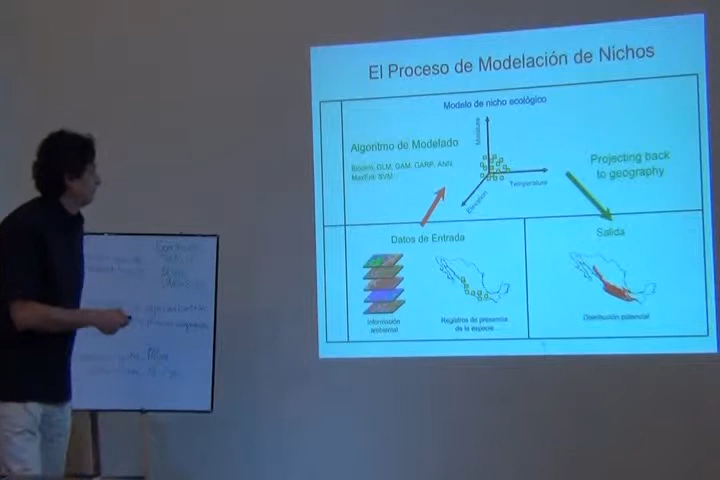 El Proceso de Modelación de Nichos
Modelo de nicho ecológico
Algoritmo de Modelado
Bioclim, GLM, GAM, GARP, ANN,
MaxEnt, SVM
Moisture
Temperature
Elevation
Projecting back
to geography
Datos de Entrada
Salida
Información
ambiental
Registros de presencia
de la especie
Distribución potencial